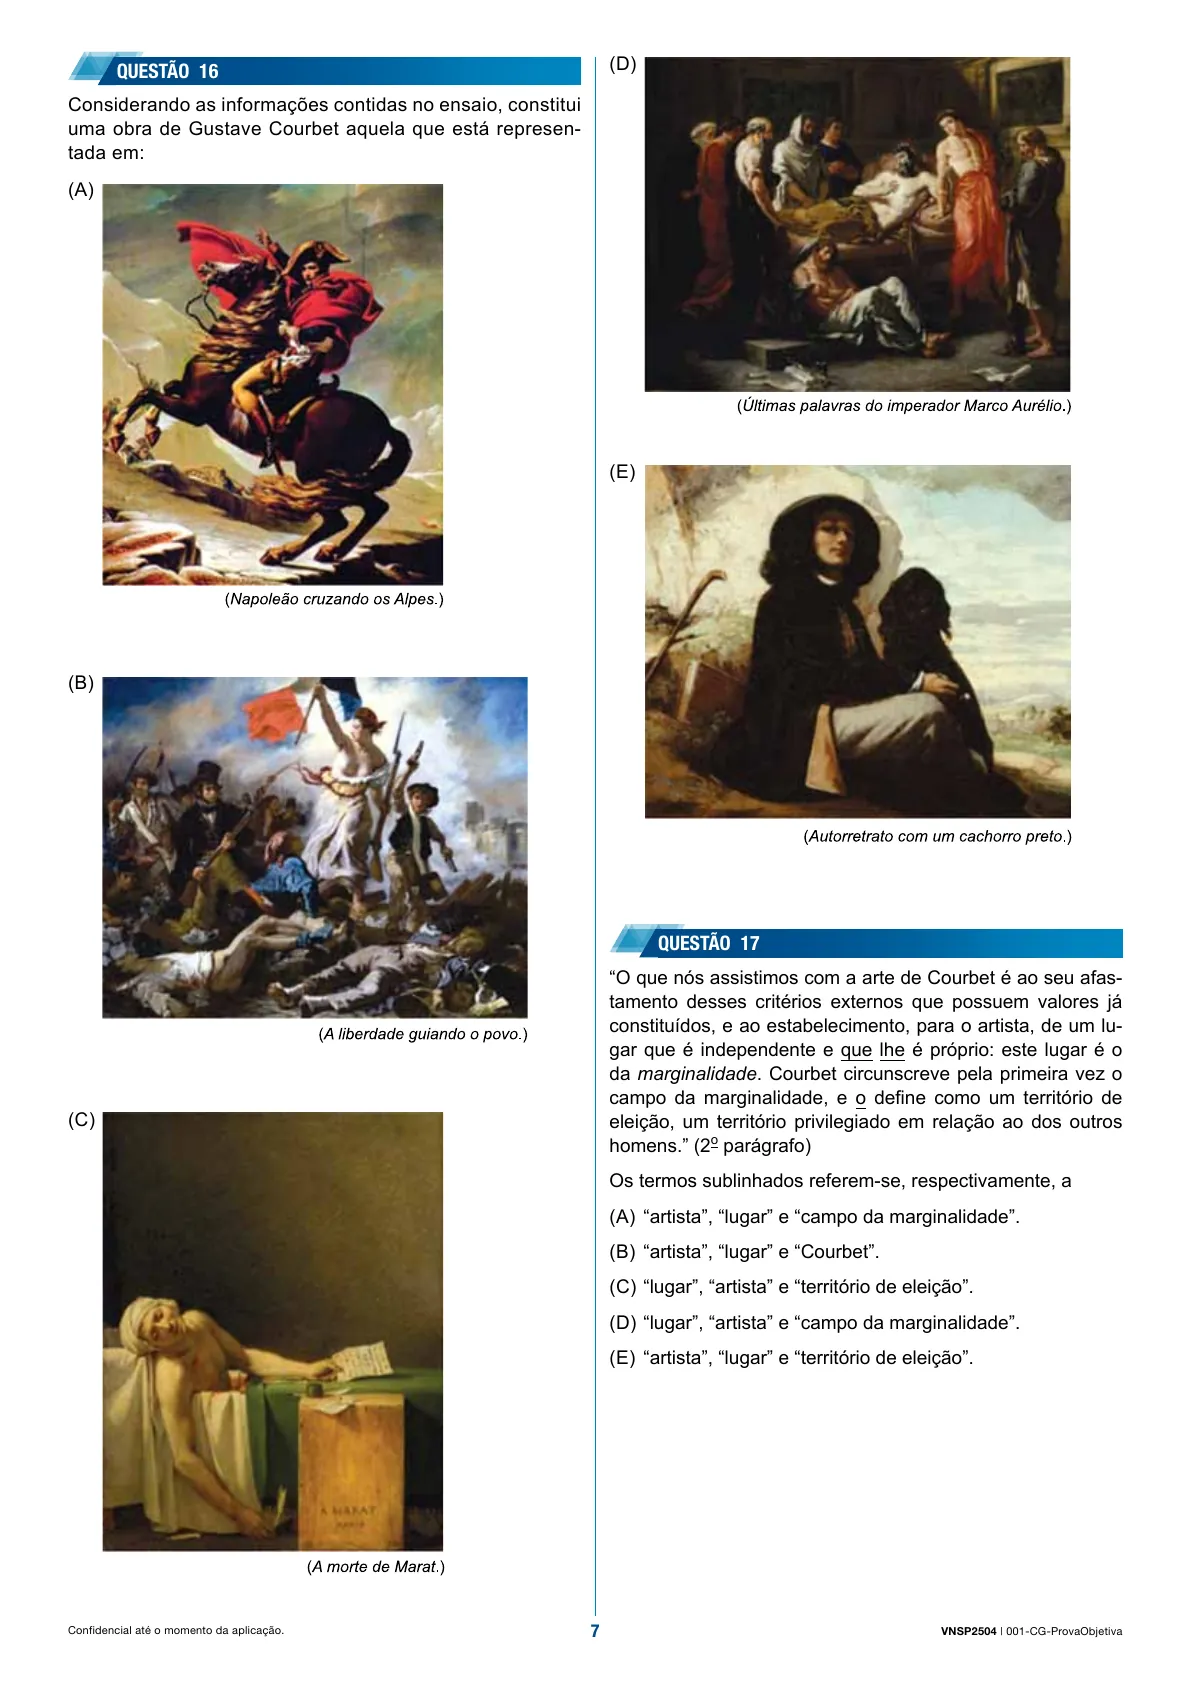 QUESTÃO 16
Considerando as informações contidas no ensaio, constitui
uma obra de Gustave Courbet aquela que está represen-
tada em:
(A)
(Napoleão cruzando os Alpes.)
(B)
(A liberdade guiando o povo.)
(C)
A MARAT
(A morte de Marat.)
(D)
(Últimas palavras do imperador Marco Aurélio.)
(E)
(Autorretrato com um cachorro preto.)
QUESTÃO 17
“O que nós assistimos com a arte de Courbet é ao seu afas-
tamento desses critérios externos que possuem valores já
constituídos, e ao estabelecimento, para o artista, de um lu-
gar que é independente e que lhe é próprio: este lugar é o
da marginalidade. Courbet circunscreve pela primeira vez o
campo da marginalidade, e o define como um território de
eleição, um território privilegiado em relação ao dos outros
homens.” (2º parágrafo)
Os termos sublinhados referem-se, respectivamente, a
(A) “artista”, “lugar” e “campo da marginalidade”.
(B) “artista”, “lugar” e “Courbet”.
(C) “lugar”, “artista” e “território de eleição”.
(D) “lugar”, “artista” e “campo da marginalidade”.
(E) “artista”, “lugar” e “território de eleição”.
Confidencial até o momento da aplicação.
7
VNSP2504 | 001-CG-ProvaObjetiva